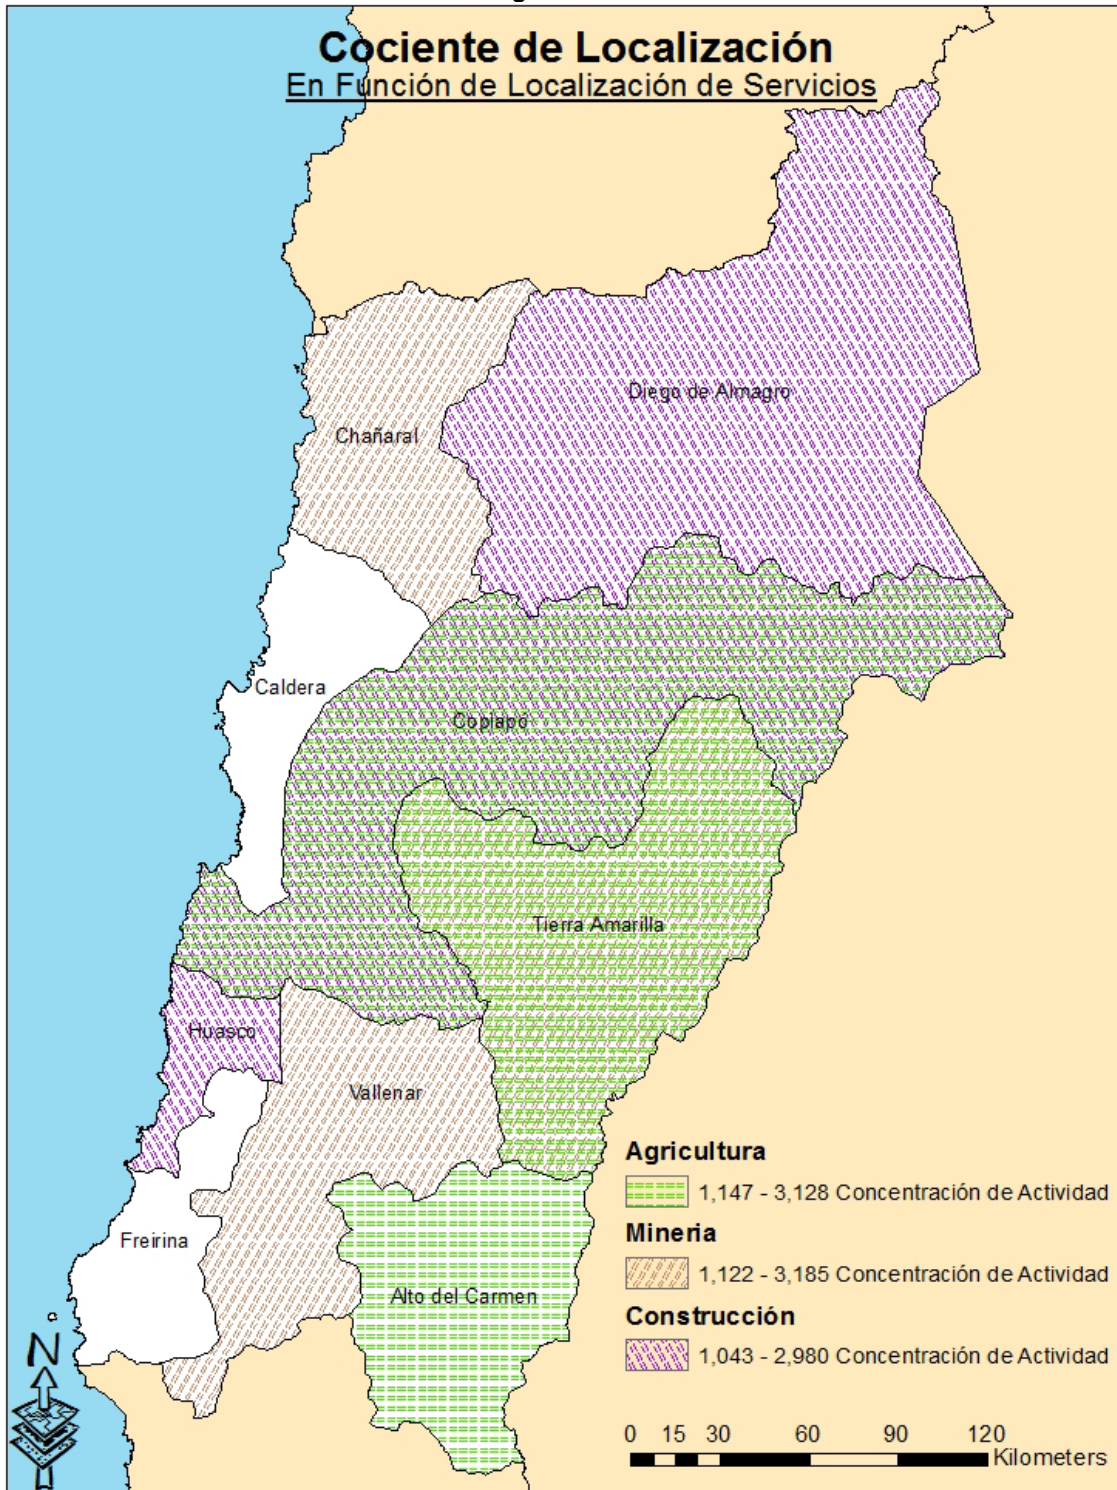 Cociente de Localización
En Función de Localización de Servicios
Diego de Almagro
Chañaral
Caldera
Copiapó
Tierra Amarilla
Huasco
Vallenar
Freirina
Alto del Carmen
Agricultura
1,147 - 3,128 Concentración de Actividad
Mineria
1,122 - 3,185 Concentración de Actividad
Construcción
1,043 - 2,980 Concentración de Actividad
N
0 15 30 60 90 120
Kilometers